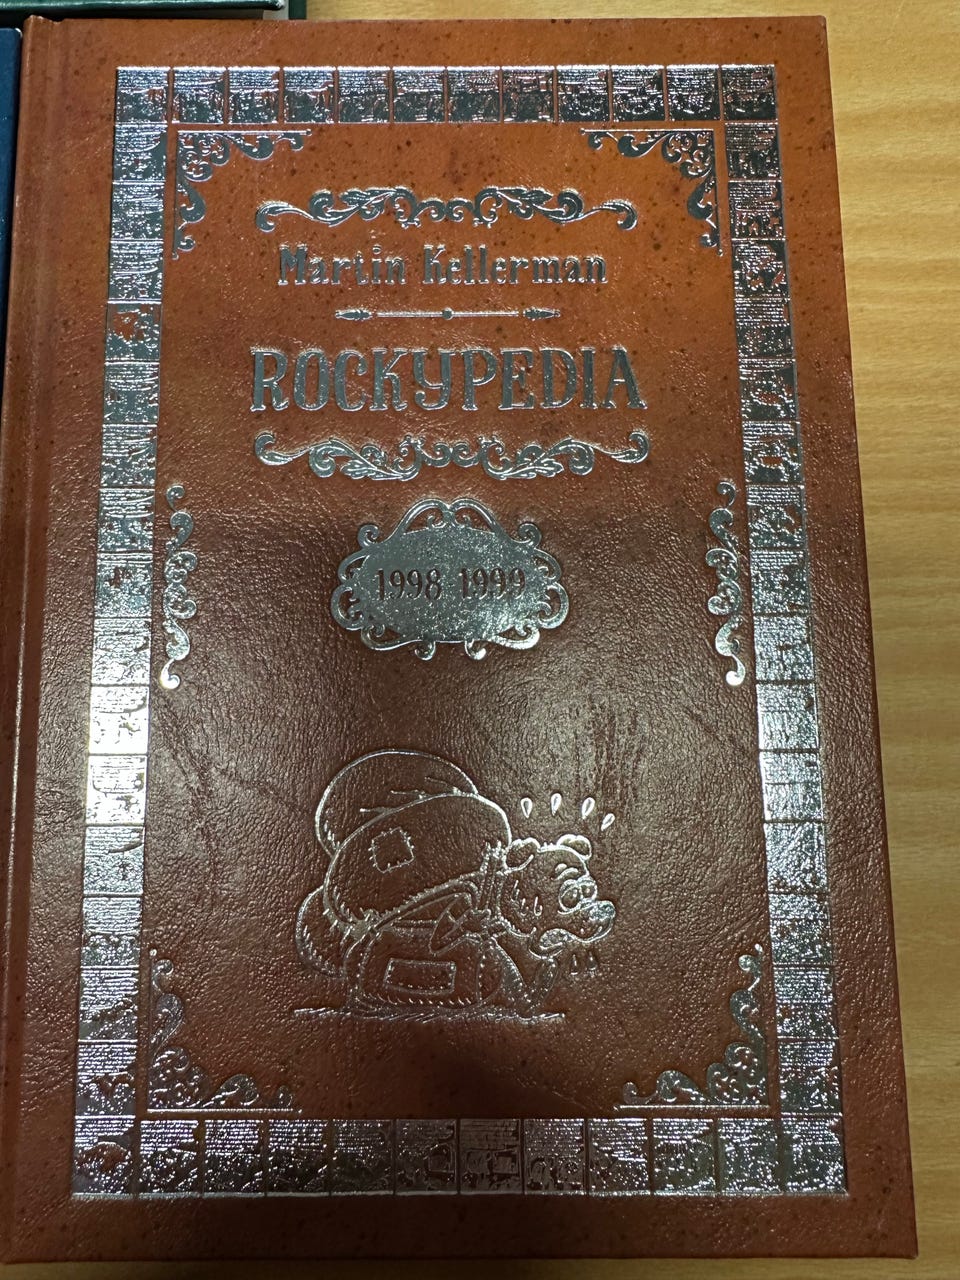 Martin Kellerman
ROCKYPEDIA
1998-1999